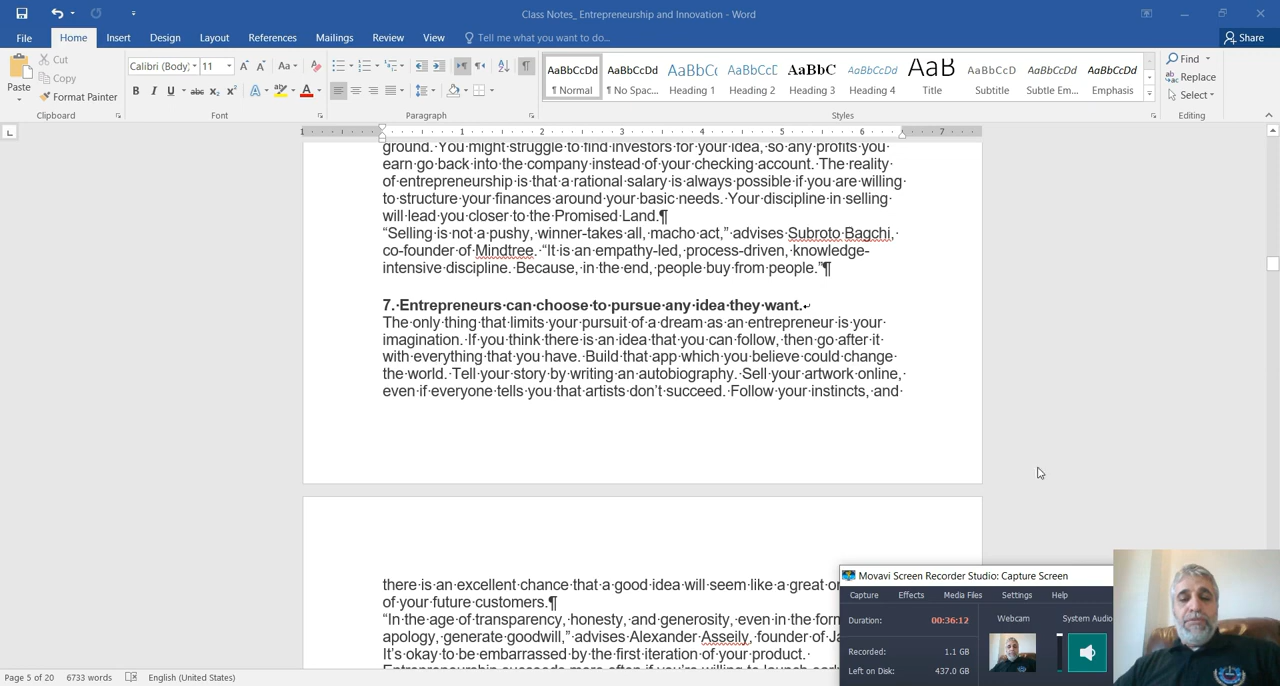 Class Notes_ Entrepreneurship and Innovation - Word
File Home Insert Design Layout References Mailings Review View Tell me what you want to do... Share
Paste Cut Copy Format Painter
Calibri (Body) 11
AaBbCcDd AaBbCcDd AaBbCc AaBbCcD AaBbC AaBbCcDd AaB AaBbCcD AaBbCcDd AaBbCcDd
¶ Normal ¶ No Spac... Heading 1 Heading 2 Heading 3 Heading 4 Title Subtitle Subtle Em... Emphasis
Find Replace Select
Clipboard Font Paragraph Styles Editing
1 1 2 3 4 5 6 7
ground. You might struggle to find investors for your idea, so any profits you
earn go back into the company instead of your checking account. The reality
of entrepreneurship is that a rational salary is always possible if you are willing
to structure your finances around your basic needs. Your discipline in selling
will lead you closer to the Promised Land.¶
“Selling is not a pushy, winner-takes all, macho act,” advises Subroto Bagchi,
co-founder of Mindtree. “It is an empathy-led, process-driven, knowledge-
intensive discipline. Because, in the end, people buy from people.”¶
7. Entrepreneurs can choose to pursue any idea they want.
The only thing that limits your pursuit of a dream as an entrepreneur is your
imagination. If you think there is an idea that you can follow, then go after it
with everything that you have. Build that app which you believe could change
the world. Tell your story by writing an autobiography. Sell your artwork online,
even if everyone tells you that artists don’t succeed. Follow your instincts, and
there is an excellent chance that a good idea will seem like a great
of your future customers.¶
“In the age of transparency, honesty, and generosity, even in the
apology, generate goodwill,” advises Alexander Asseily, founder of
It’s okay to be embarrassed by the first iteration of your product.
Entrepreneurship succeeds more often if you’re willing to launch
Movavi Screen Recorder Studio: Capture Screen
Capture Effects Media Files Settings Help
Duration: 00:36:12
Webcam System Audio
Recorded: 1.1 GB
Left on Disk: 437.0 GB
Page 5 of 20 6733 words English (United States)